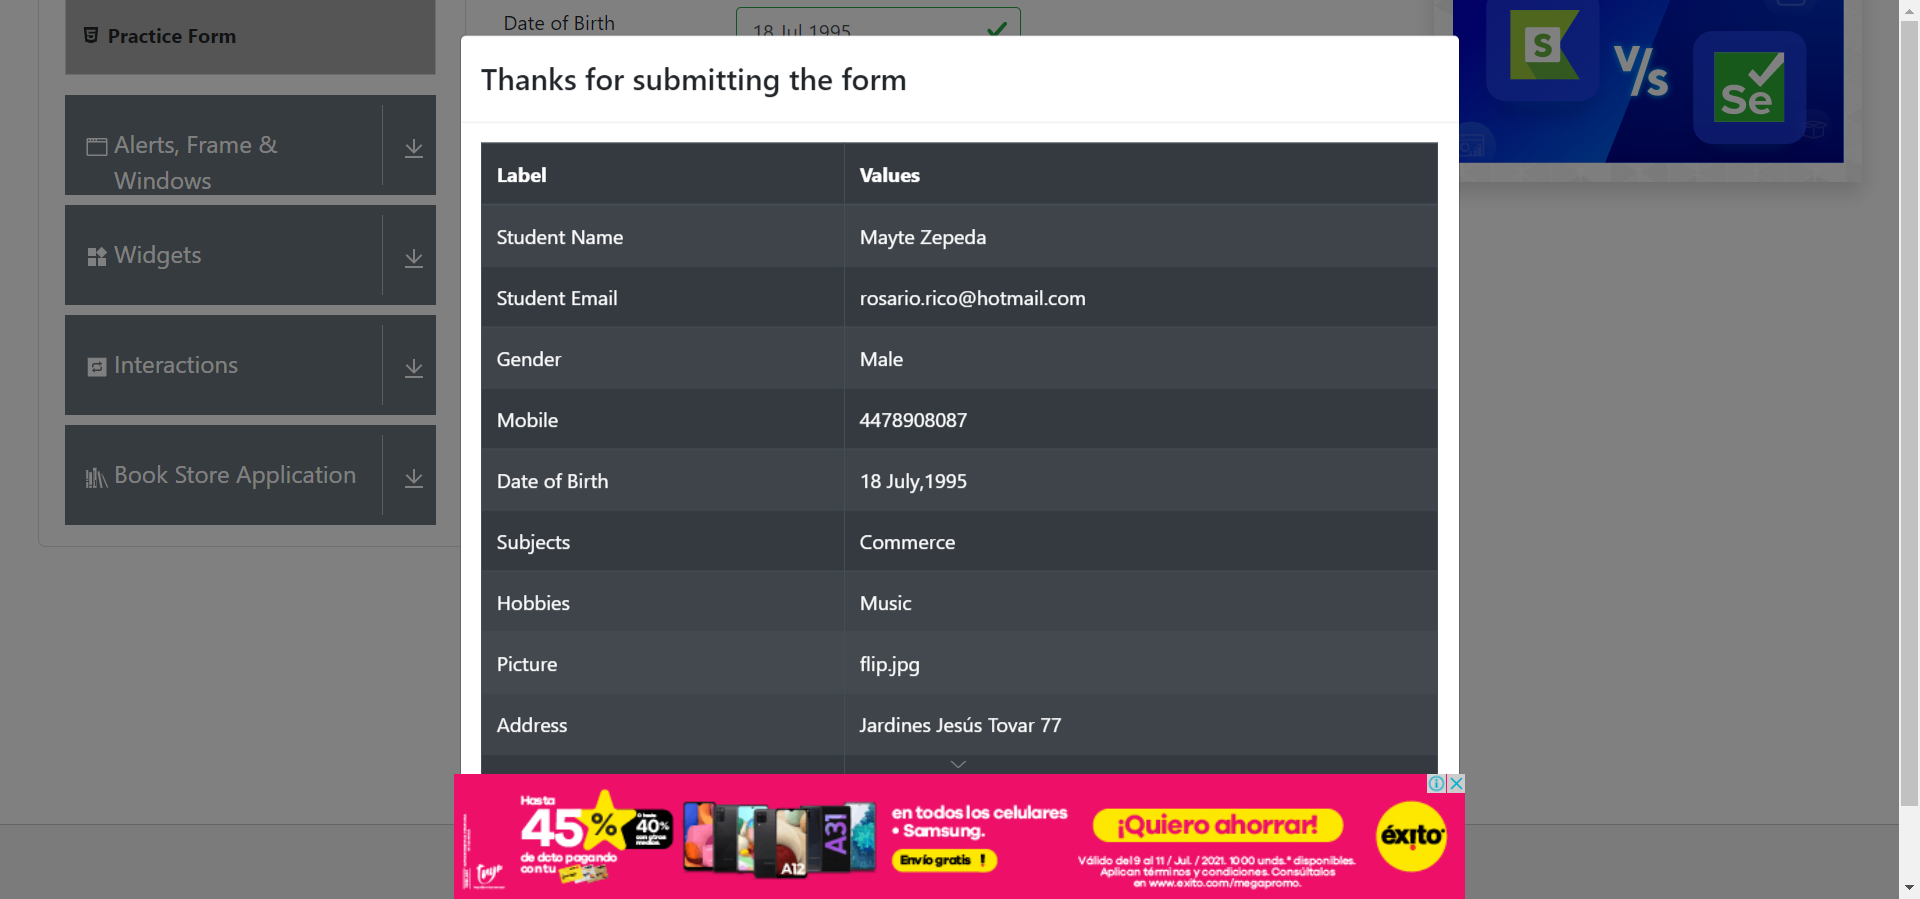 Practice Form
Date of Birth
18 Jul 1995
Alerts, Frame &
Windows
Widgets
Interactions
Book Store Application
Thanks for submitting the form
Label Values
Student Name Mayte Zepeda
Student Email rosario.rico@hotmail.com
Gender Male
Mobile 4478908087
Date of Birth 18 July,1995
Subjects Commerce
Hobbies Music
Picture flip.jpg
Address Jardines Jesús Tovar 77
S
V/s
Se
Hasta
45%
O hasta
40%
con otros
medios.
de dcto pagando
con tu
Tuya
A12
A31
en todos los celulares
• Samsung.
Envío gratis !
¡Quiero ahorrar!
Válido del 9 al 11 / Jul. / 2021. 1000 unds.* disponibles.
Aplican términos y condiciones. Consúltalos
en www.exito.com/megapromo.
éxito